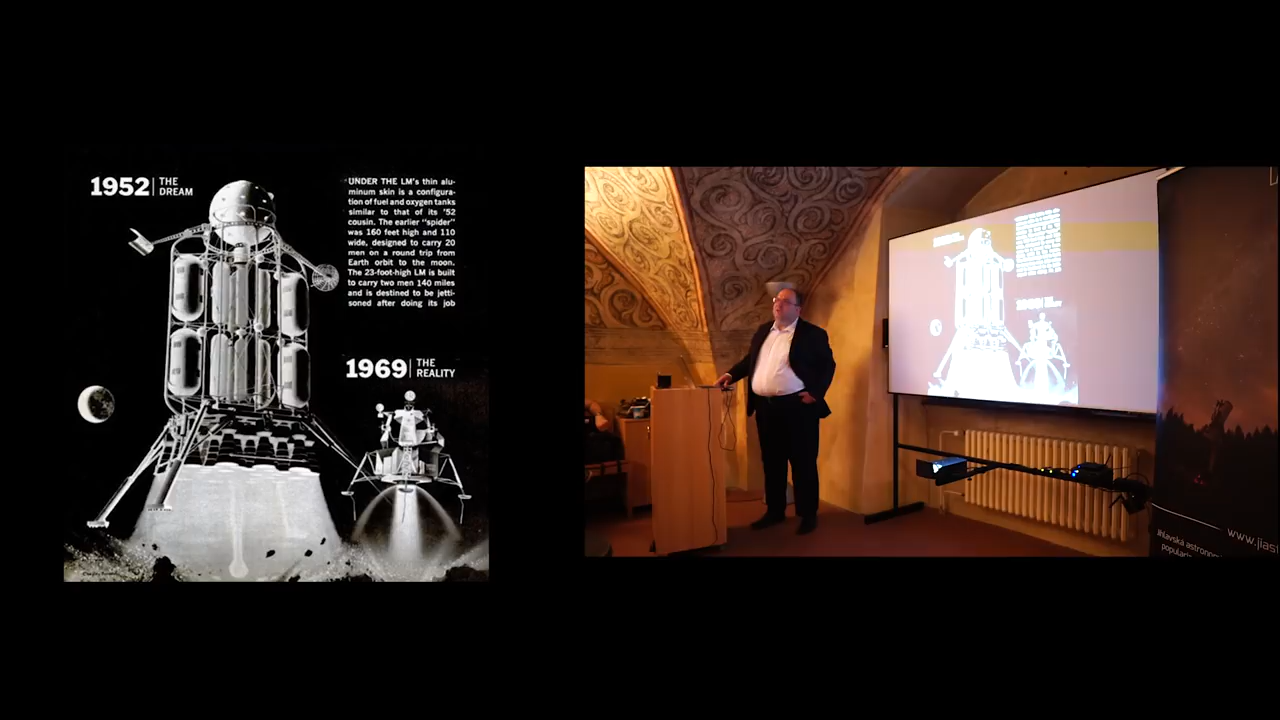 1952 THE
DREAM
UNDER THE LM's thin alu-
minum skin is a configura-
tion of fuel and oxygen tanks
similar to that of its '52
cousin. The earlier "spider"
was 160 feet high and 110
wide, designed to carry 20
men on a round trip from
Earth orbit to the moon.
The 23-foot-high LM is built
to carry two men 140 miles
and is destined to be jetti-
soned after doing its job
1969 THE
REALITY
www.jias
Jihlavská astronom
popular